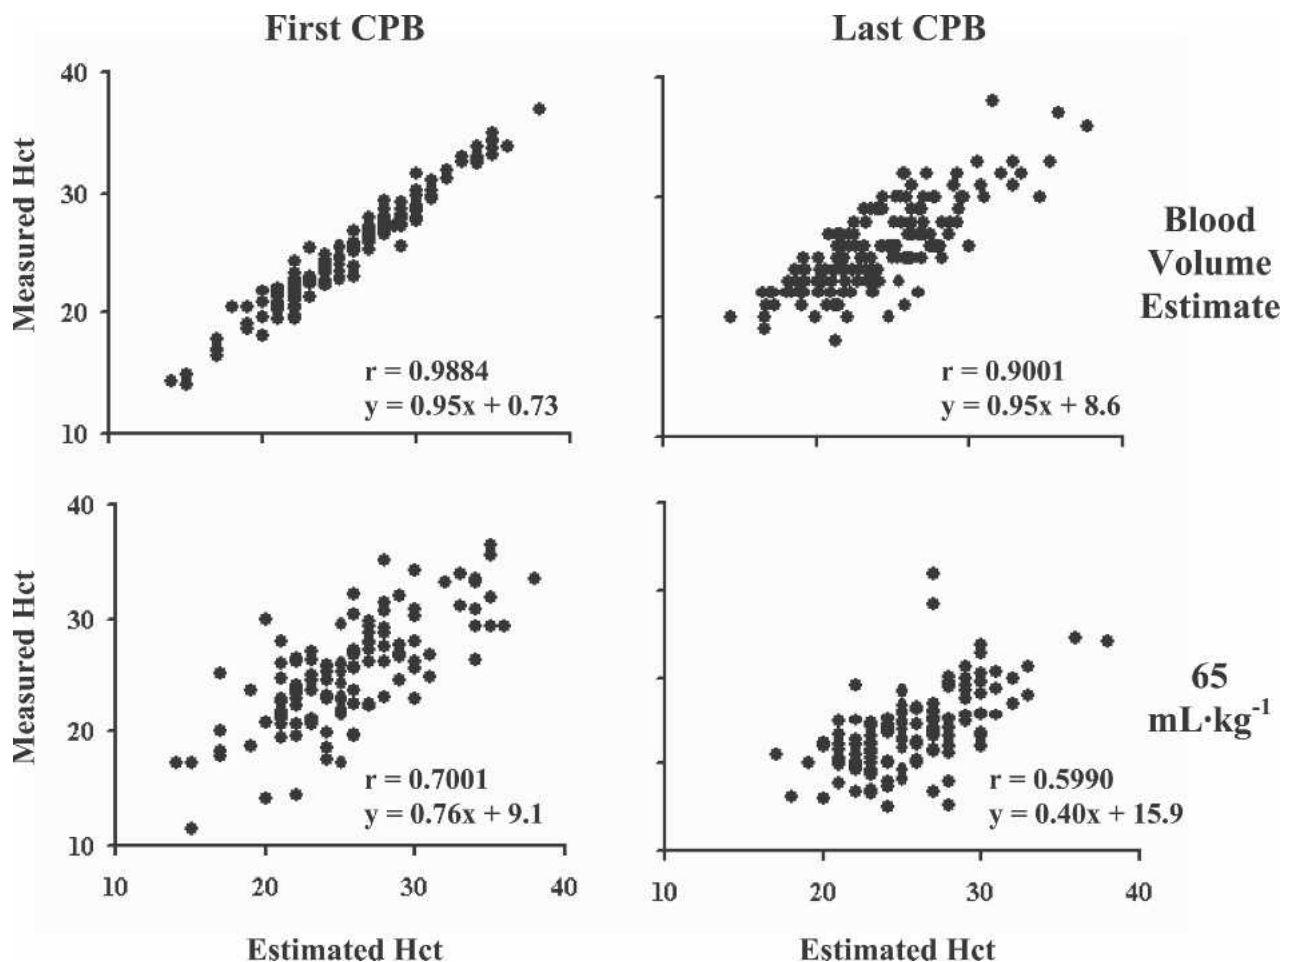 First CPB
Last CPB
40
30
20
10
Measured Hct
r = 0.9884
y = 0.95x + 0.73
r = 0.9001
y = 0.95x + 8.6
Blood
Volume
Estimate
40
30
20
10
Measured Hct
r = 0.7001
y = 0.76x + 9.1
r = 0.5990
y = 0.40x + 15.9
65
mL·kg⁻¹
10 20 30 40
10 20 30 40
Estimated Hct
Estimated Hct